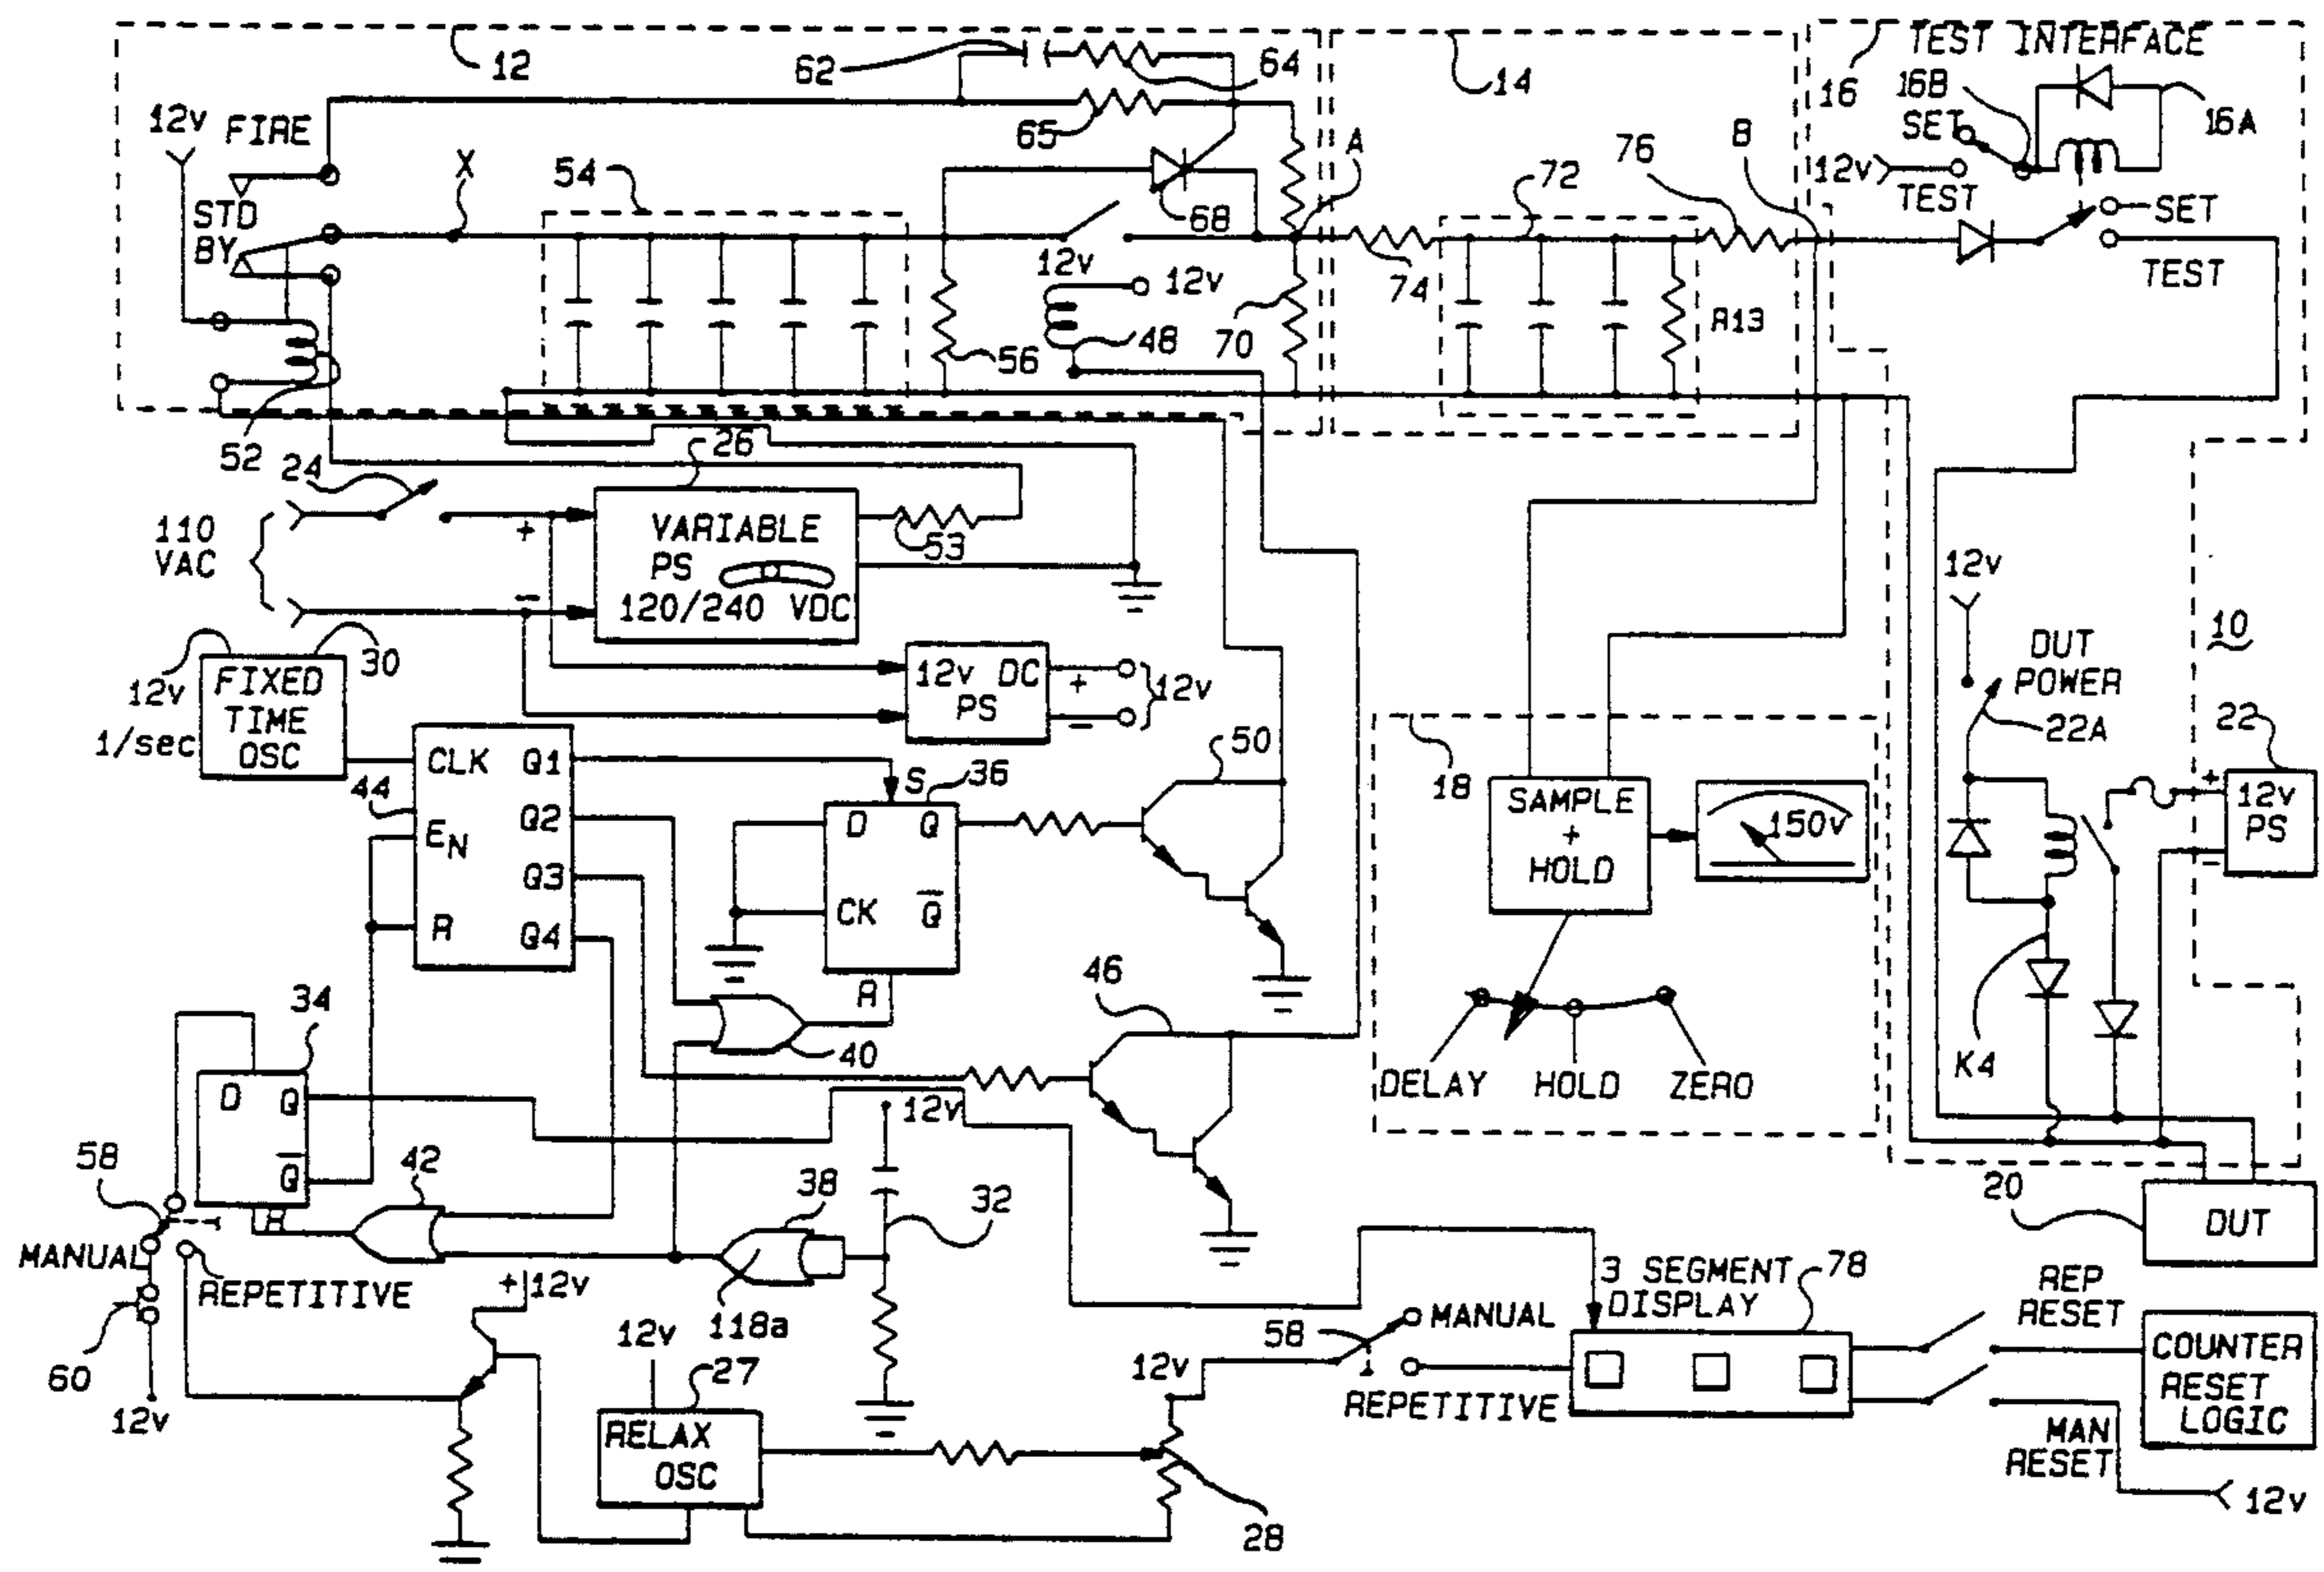 12
62
64
14
16
TEST INTERFACE
16B
16A
12v
FIRE
65
SET
12v
TEST
X
54
A
72
76
B
STD
BY
68
SET
TEST
12v
12v
74
70
48
56
R13
52
24
26
110
VAC
+
−
VARIABLE
PS
120/240 VDC
53
12v
10
DUT
POWER
22A
22
30
12v
FIXED
TIME
OSC
1/sec
12v DC
PS
+
−
12v
+
12v
PS
−
44
CLK
Q1
EN
Q2
Q3
R
Q4
S
36
D
Q
CK
Q
R
50
18
SAMPLE
+
HOLD
150v
DELAY
HOLD
ZERO
K4
34
D
Q
Q
R
40
46
12v
42
38
32
118a
58
MANUAL
REPETITIVE
60
12v
+12v
12v
27
RELAX
OSC
12v
28
58
MANUAL
REPETITIVE
3 SEGMENT
DISPLAY
78
20
DUT
REP
RESET
COUNTER
RESET
LOGIC
MAN
RESET
12v